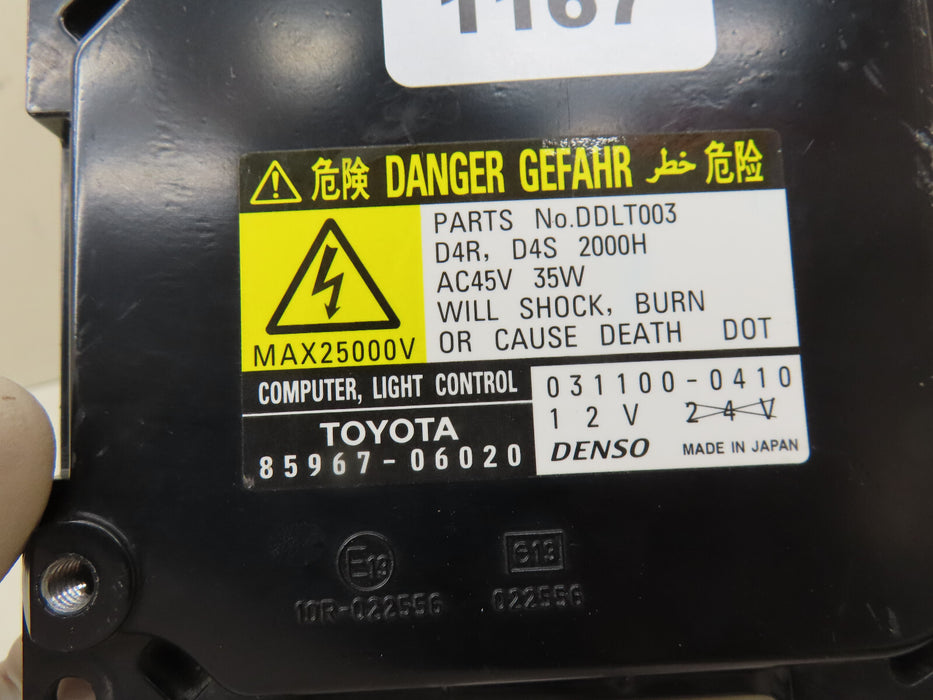 1167
危険 DANGER GEFAHR خطر 危险
PARTS No.DDLT003
D4R, D4S 2000H
AC45V 35W
WILL SHOCK, BURN
OR CAUSE DEATH DOT
MAX25000V
COMPUTER, LIGHT CONTROL
TOYOTA
85967-06020
031100-0410
12V 24V
DENSO MADE IN JAPAN
E13 S13
10R-022556 022556